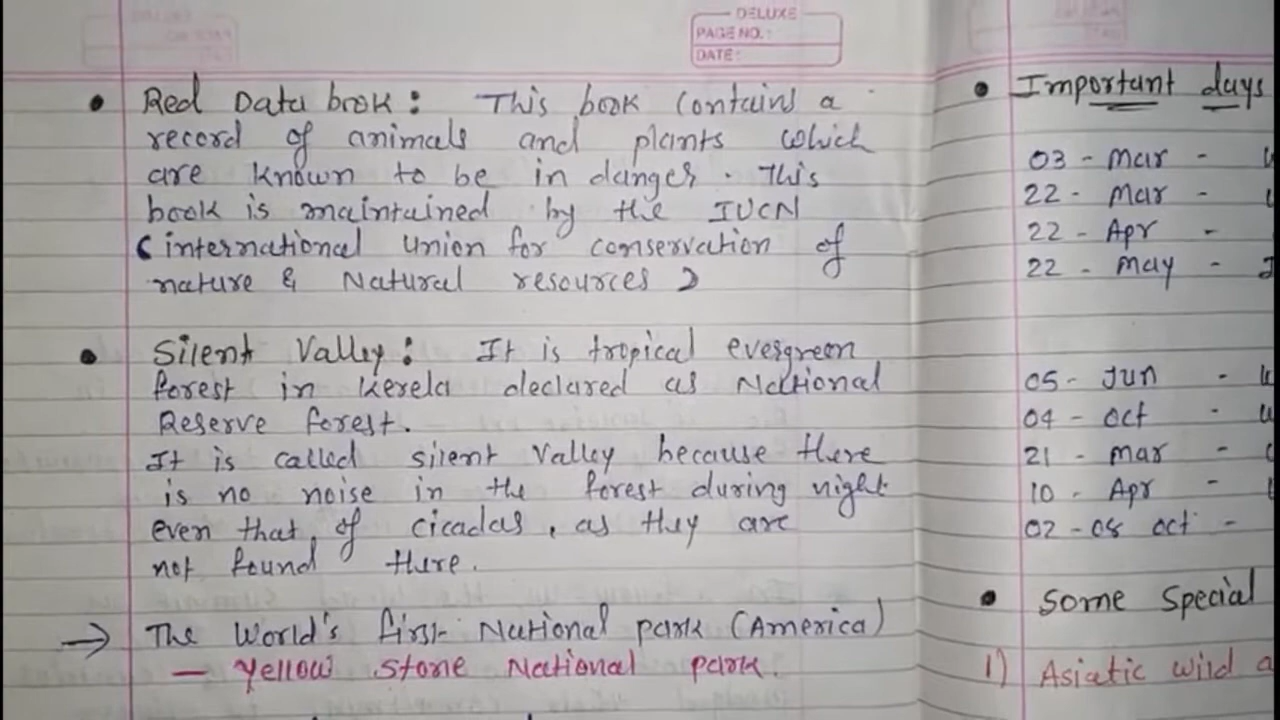 DELUXE
PAGE NO.:
DATE:
• Red Data book : This book contains a
record of animals and plants which
are known to be in danger. This
book is maintained by the IUCN
(international union for conservation of
nature & Natural resources)
• Silent Valley : It is tropical evergreen
forest in Kerela declared as National
Reserve forest.
It is called silent Valley because there
is no noise in the forest during night
even that of cicadas, as they are
not found there.
→ The World's first National park (America)
— Yellow stone National park.
• Important days
03 - Mar -
22 - Mar
22 - Apr -
22 - May -
05 - Jun -
04 - Oct -
21 - Mar -
10 - Apr -
02 - 08 Oct -
• Some Special
1) Asiatic wild a